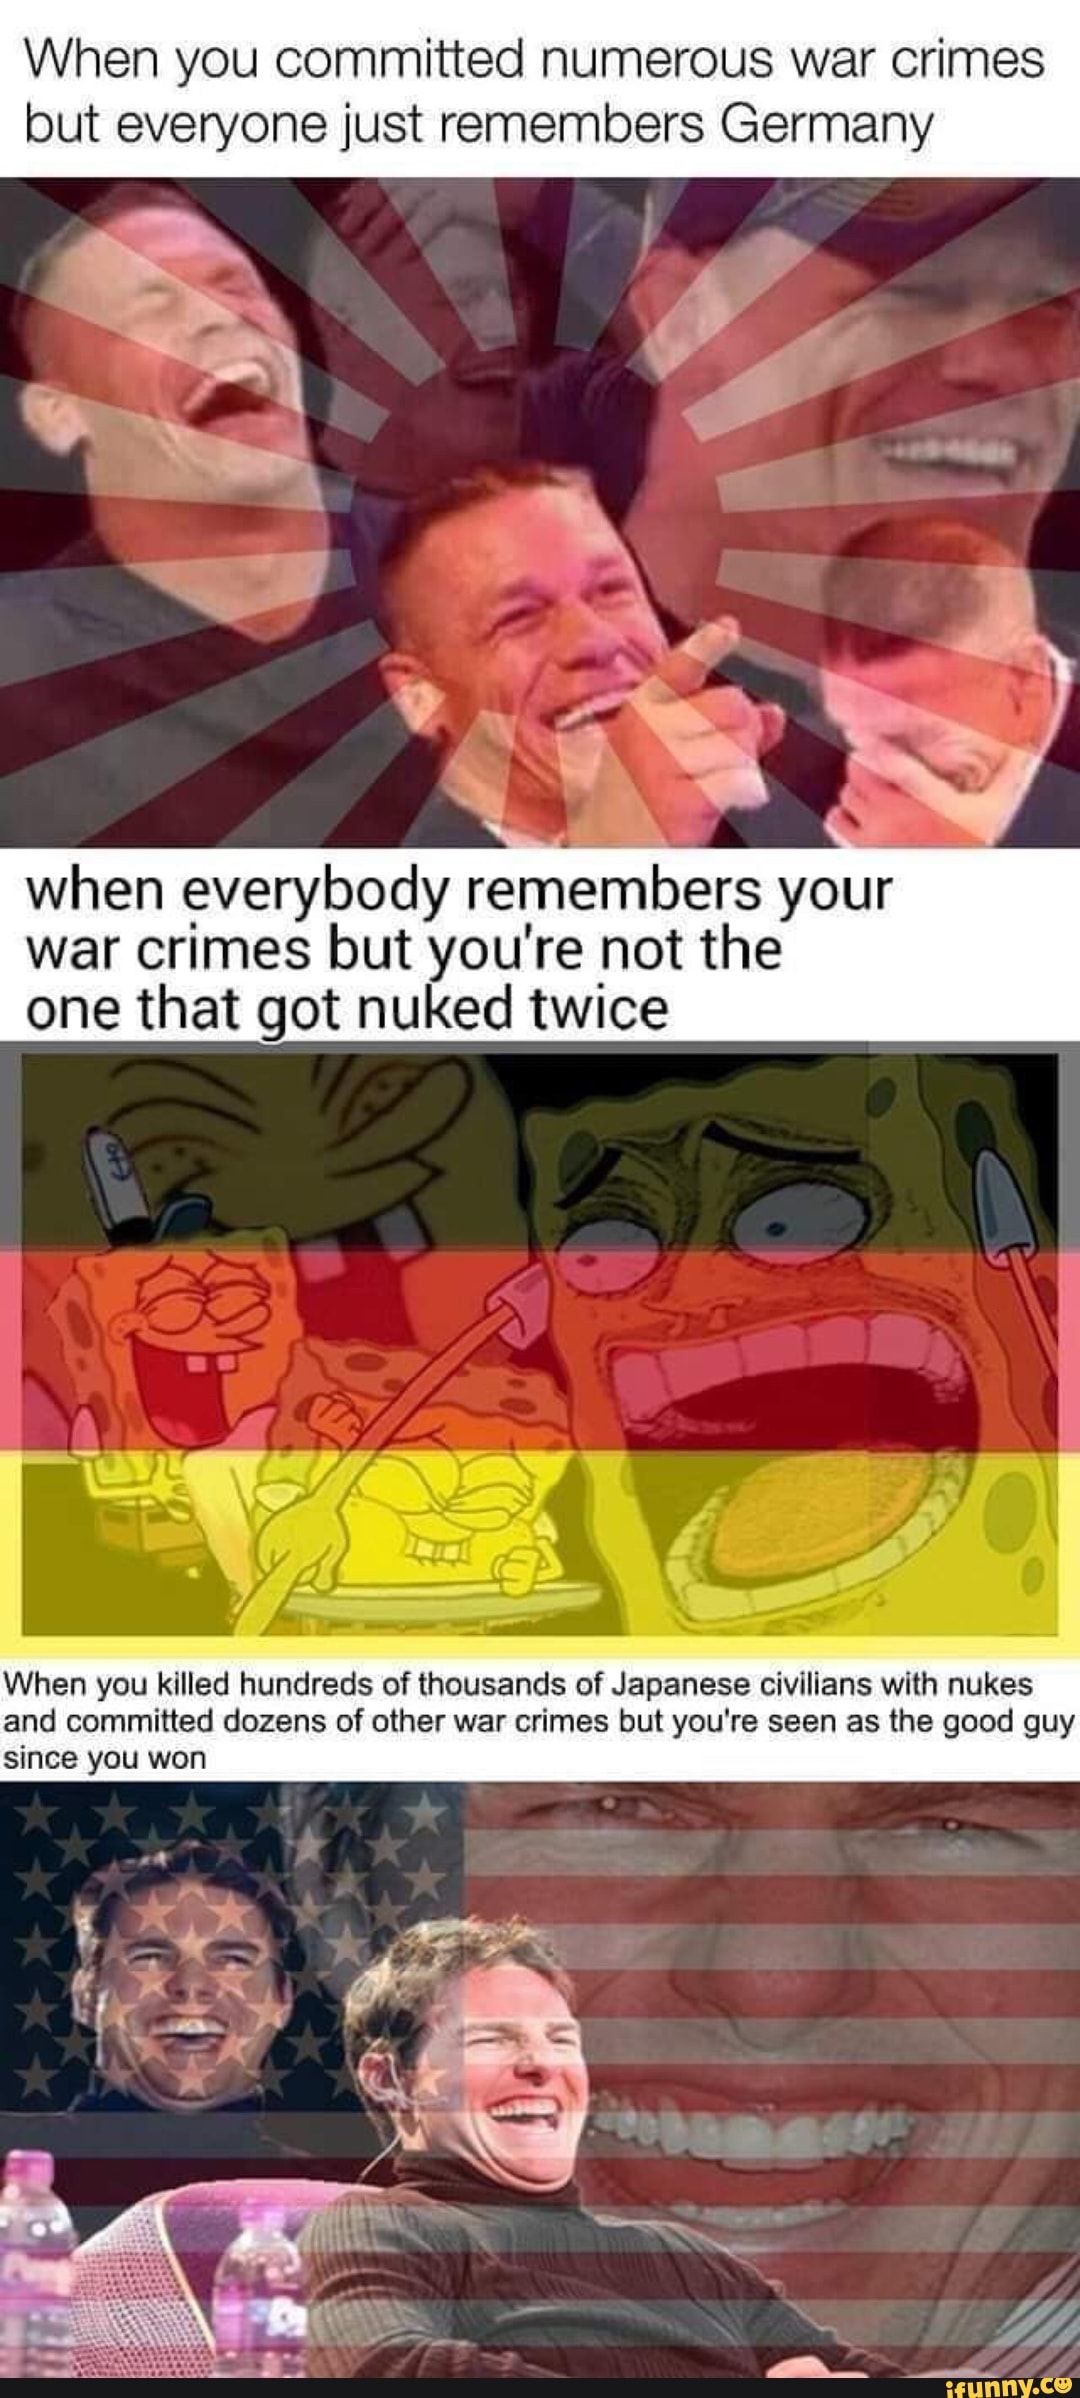 When you committed numerous war crimes
but everyone just remembers Germany
when everybody remembers your
war crimes but you're not the
one that got nuked twice
When you killed hundreds of thousands of Japanese civilians with nukes
and committed dozens of other war crimes but you're seen as the good guy
since you won
ifunny.co